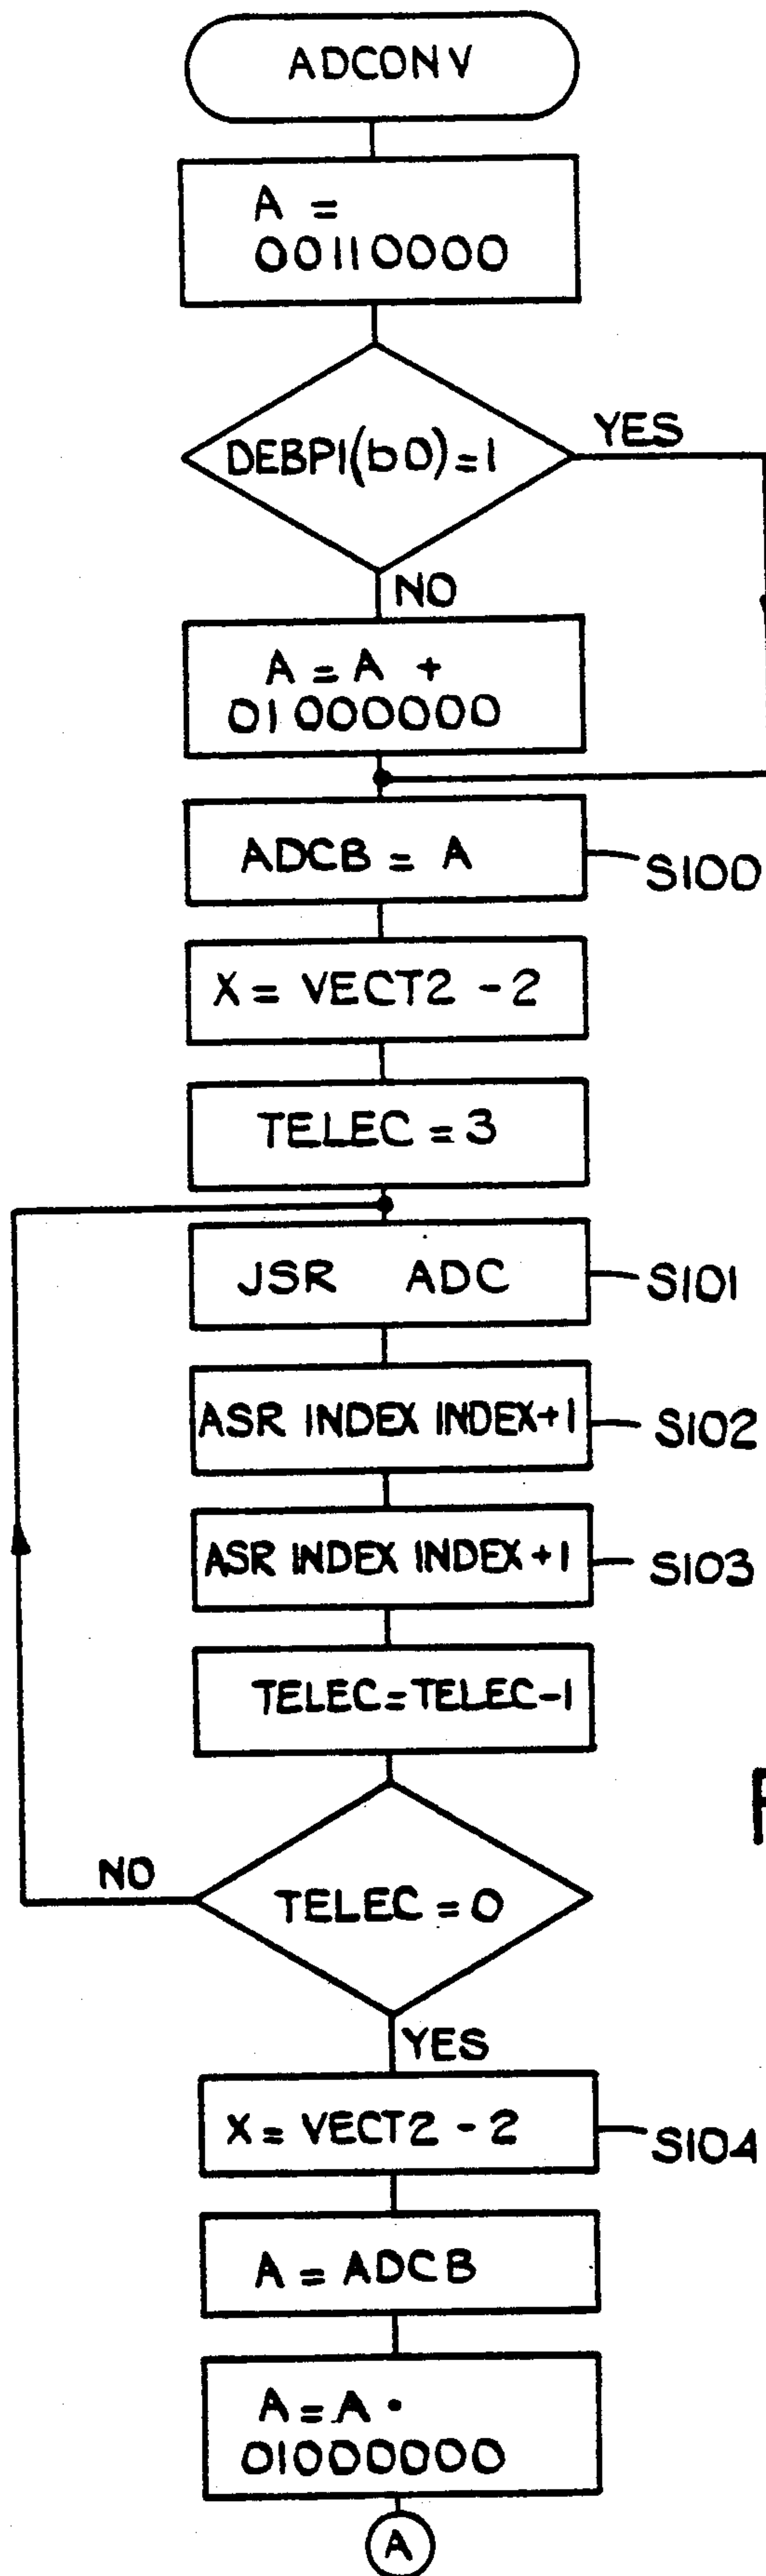 ADCONV
A =
00110000
DEBP1(b0)=1
YES
NO
A = A +
01000000
ADCB = A
S100
X = VECT2 - 2
TELEC = 3
JSR ADC
S101
ASR INDEX INDEX+1
S102
ASR INDEX INDEX+1
S103
TELEC=TELEC-1
NO
TELEC = 0
YES
X = VECT2 - 2
S104
A = ADCB
A = A •
01000000
A